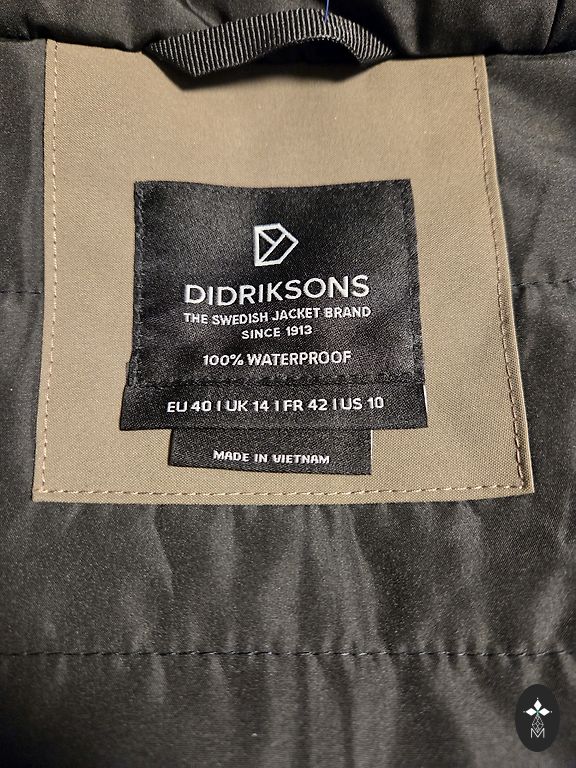 DIDRIKSONS
THE SWEDISH JACKET BRAND
SINCE 1913
100% WATERPROOF
EU 40 I UK 14 I FR 42 I US 10
MADE IN VIETNAM
M